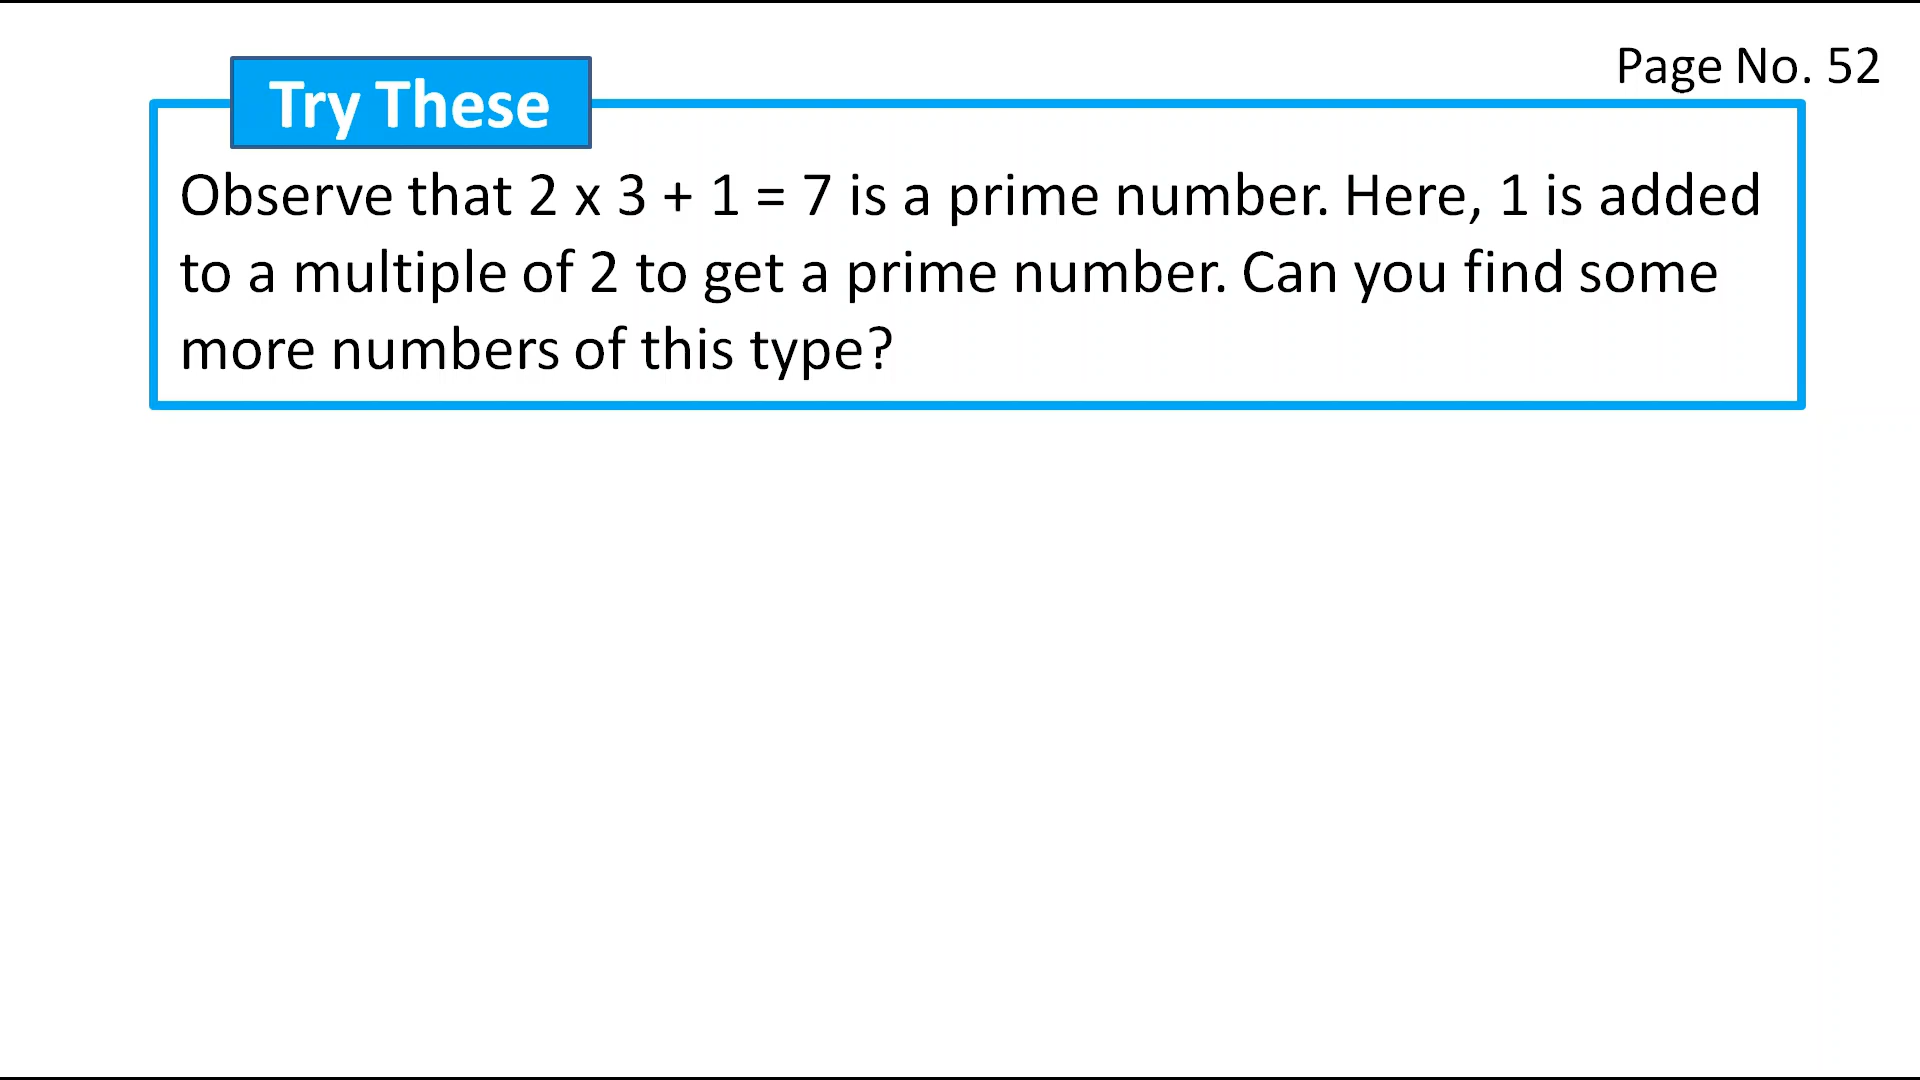 Page No. 52
Try These
Observe that 2 x 3 + 1 = 7 is a prime number. Here, 1 is added
to a multiple of 2 to get a prime number. Can you find some
more numbers of this type?